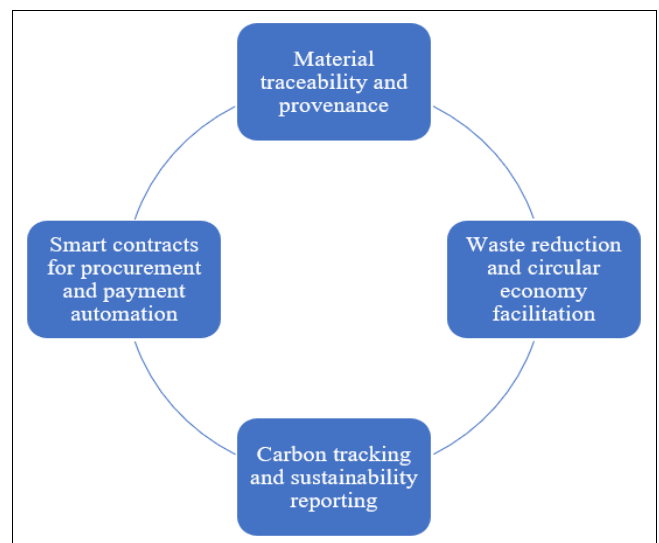 Material
traceability and
provenance
Smart contracts
for procurement
and payment
automation
Waste reduction
and circular
economy
facilitation
Carbon tracking
and sustainability
reporting